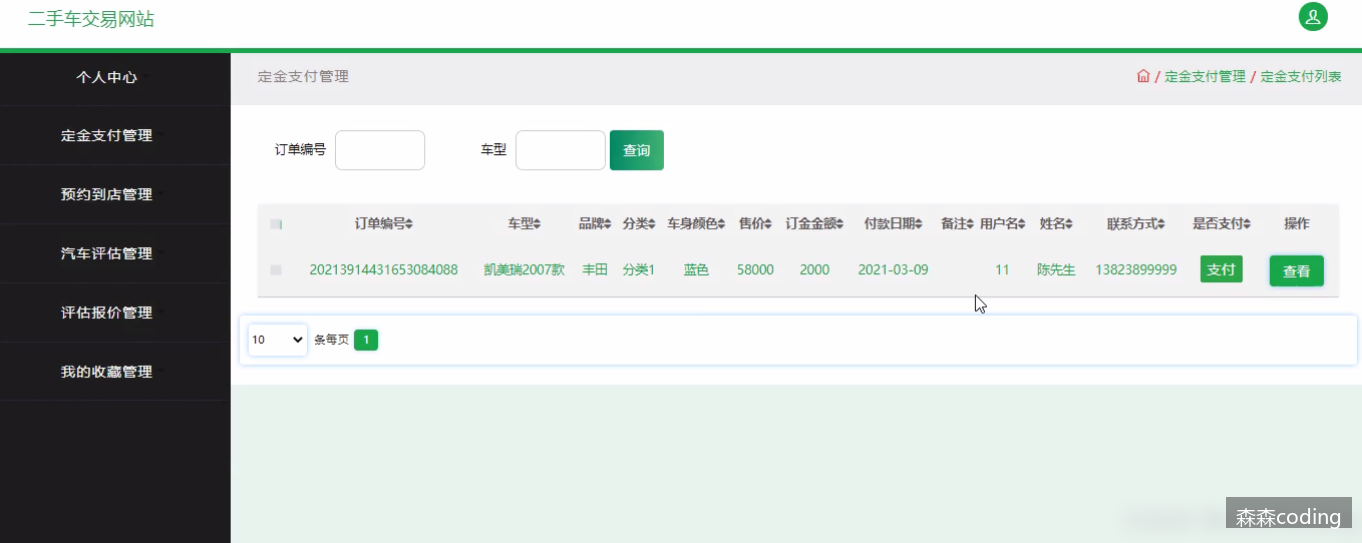 二手车交易网站
个人中心
定金支付管理
预约到店管理
汽车评估管理
评估报价管理
我的收藏管理
定金支付管理 / 定金支付管理 / 定金支付列表
订单编号 车型 查询
订单编号 车型 品牌 分类 车身颜色 售价 订金金额 付款日期 备注 用户名 姓名 联系方式 是否支付 操作
20213914431653084088 凯美瑞2007款 丰田 分类1 蓝色 58000 2000 2021-03-09 11 陈先生 13823899999 支付 查看
10 条每页 1
森森coding